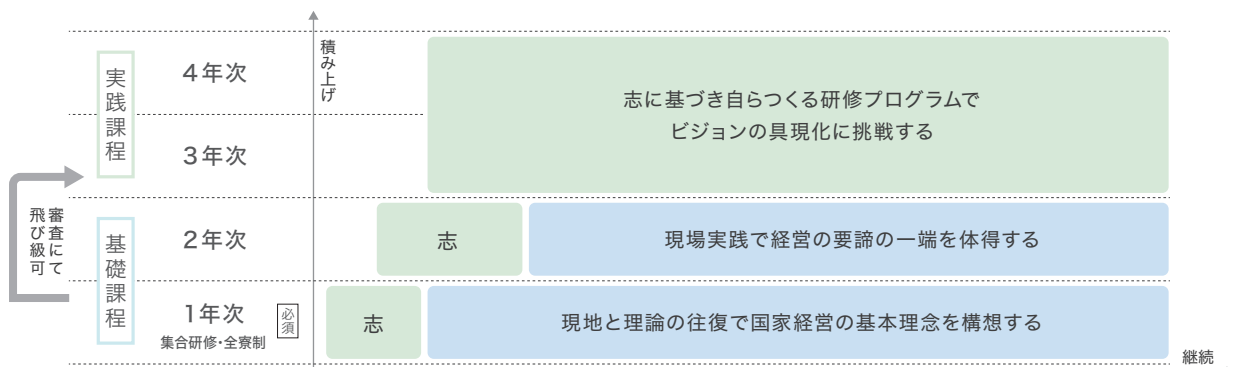 積み上げ
実践課程
4年次
志に基づき自らつくる研修プログラムで
ビジョンの具現化に挑戦する
3年次
審査にて
飛び級可
基礎課程
2年次
志
現場実践で経営の要諦の一端を体得する
1年次
集合研修・全寮制
必須
志
現地と理論の往復で国家経営の基本理念を構想する
継続